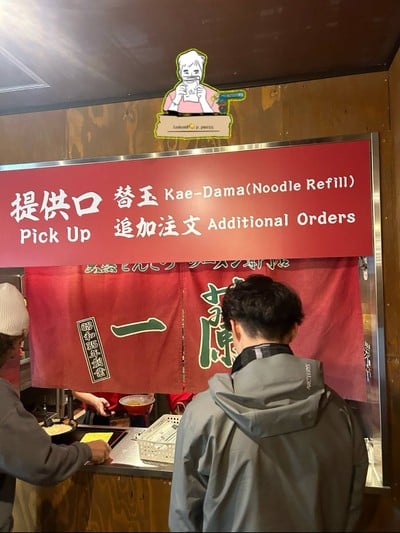 提供口
Pick Up
替玉 Kae-Dama(Noodle Refill)
追加注文 Additional Orders
一蘭